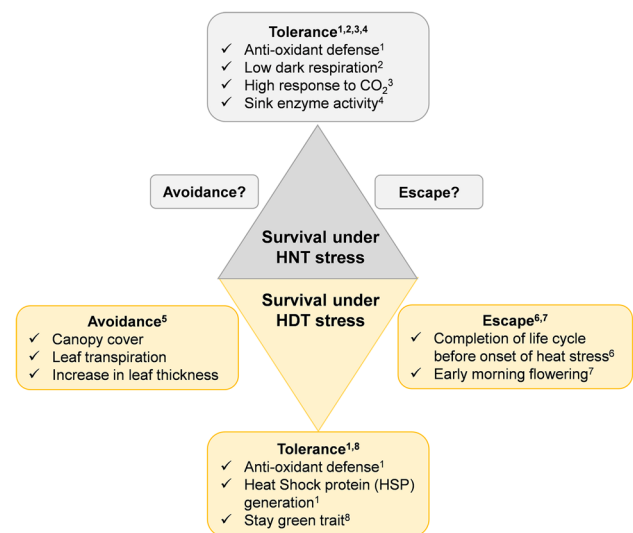 Tolerance1,2,3,4
✓ Anti-oxidant defense1
✓ Low dark respiration2
✓ High response to CO2 3
✓ Sink enzyme activity4
Avoidance?
Escape?
Survival under
HNT stress
Survival under
HDT stress
Avoidance5
✓ Canopy cover
✓ Leaf transpiration
✓ Increase in leaf thickness
Escape6,7
✓ Completion of life cycle
before onset of heat stress6
✓ Early morning flowering7
Tolerance1,8
✓ Anti-oxidant defense1
✓ Heat Shock protein (HSP)
generation1
✓ Stay green trait8